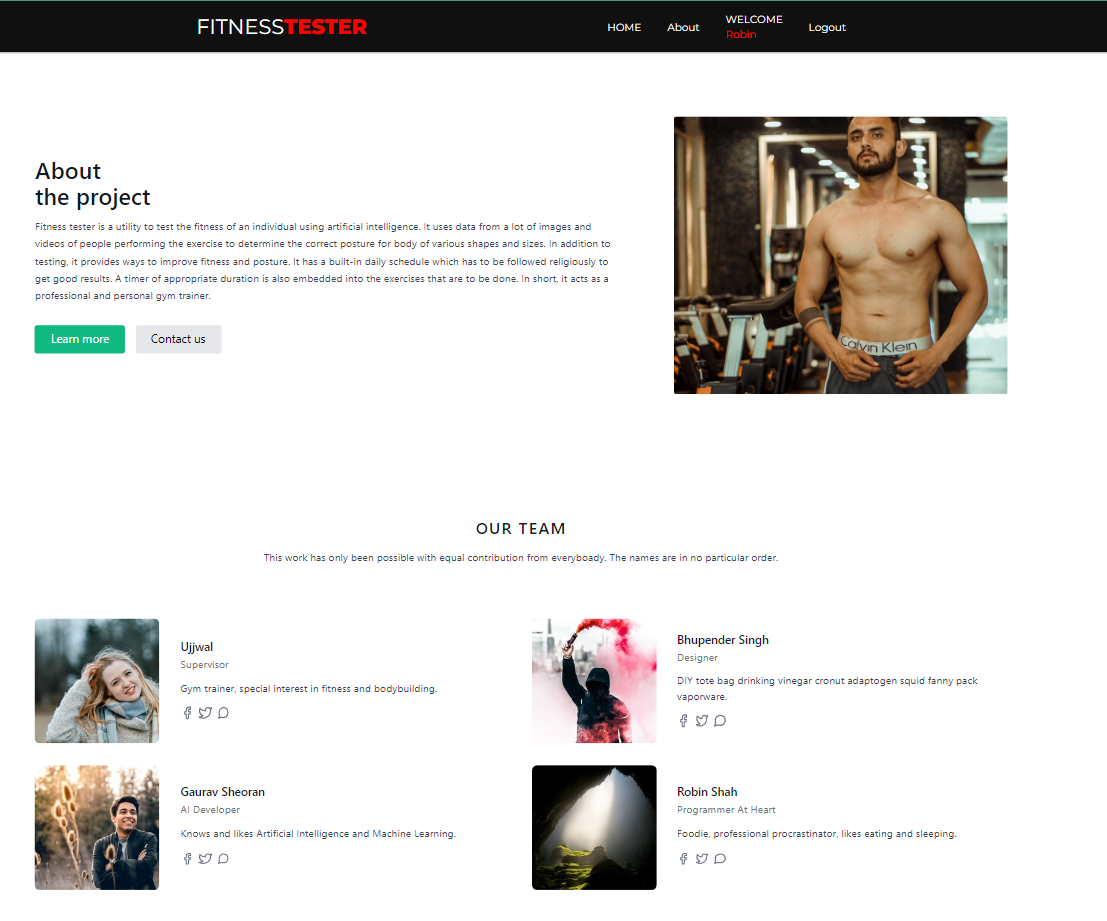 FITNESSTESTER
HOME
About
WELCOME
Robin
Logout
About
the project
Fitness tester is a utility to test the fitness of an individual using artificial intelligence. It uses data from a lot of images and
videos of people performing the exercise to determine the correct posture for body of various shapes and sizes. In addition to
testing, it provides ways to improve fitness and posture. It has a built-in daily schedule which has to be followed religiously to
get good results. A timer of appropriate duration is also embedded into the exercises that are to be done. In short, it acts as a
professional and personal gym trainer.
Learn more
Contact us
Calvin Klein
OUR TEAM
This work has only been possible with equal contribution from everyboady. The names are in no particular order.
Ujjwal
Supervisor
Gym trainer, special interest in fitness and bodybuilding.
Bhupender Singh
Designer
DIY tote bag drinking vinegar cronut adaptogen squid fanny pack
vaporware.
Gaurav Sheoran
AI Developer
Knows and likes Artificial Intelligence and Machine Learning.
Robin Shah
Programmer At Heart
Foodie, professional procrastinator, likes eating and sleeping.